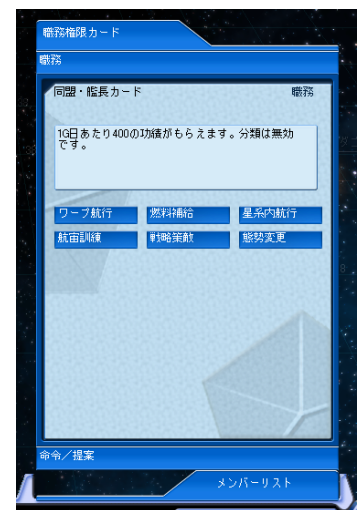 職務権限カード
職務
同盟・艦長カード 職務
1G日あたり400の功績がもらえます。分類は無効
です。
ワープ航行 燃料補給 星系内航行
航宙訓練 戦略策敵 態勢変更
命令／提案
メンバーリスト